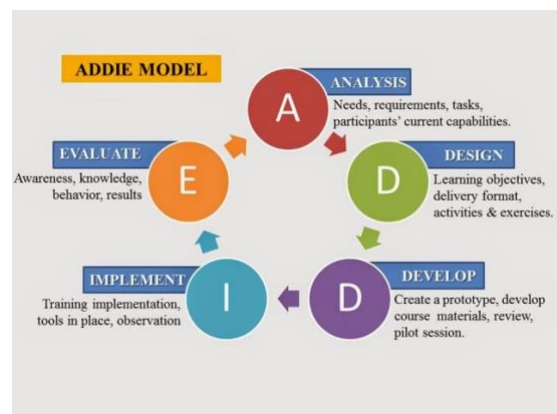 ADDIE MODEL
A
ANALYSIS
Needs, requirements, tasks,
participants' current capabilities.
D
DESIGN
Learning objectives,
delivery format,
activities & exercises.
D
DEVELOP
Create a prototype, develop
course materials, review,
pilot session.
I
IMPLEMENT
Training implementation,
tools in place, observation
E
EVALUATE
Awareness, knowledge,
behavior, results